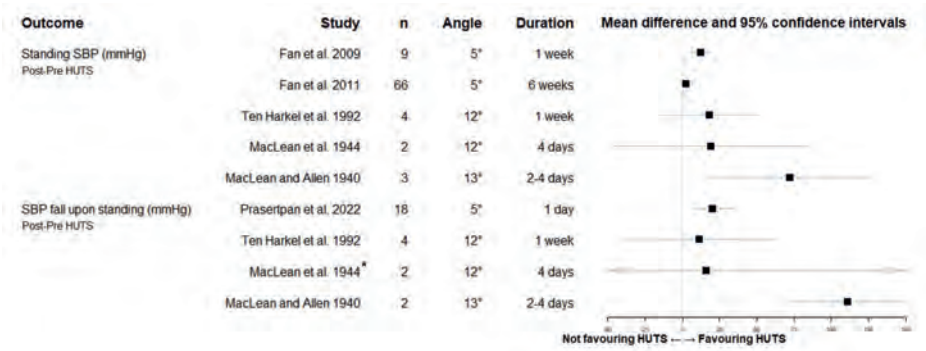 Outcome Study n Angle Duration Mean difference and 95% confidence intervals
Standing SBP (mmHg) Fan et al. 2009 9 5° 1 week
Post-Pre HUTS
Fan et al. 2011 66 5° 6 weeks
Ten Harkel et al. 1992 4 12° 1 week
MacLean et al. 1944 2 12° 4 days
MacLean and Allen 1940 3 13° 2-4 days
SBP fall upon standing (mmHg) Prasertpan et al. 2022 18 5° 1 day
Post-Pre HUTS
Ten Harkel et al. 1992 4 12° 1 week
MacLean et al. 1944* 2 12° 4 days
MacLean and Allen 1940 2 13° 2-4 days
Not favouring HUTS ←→ Favouring HUTS